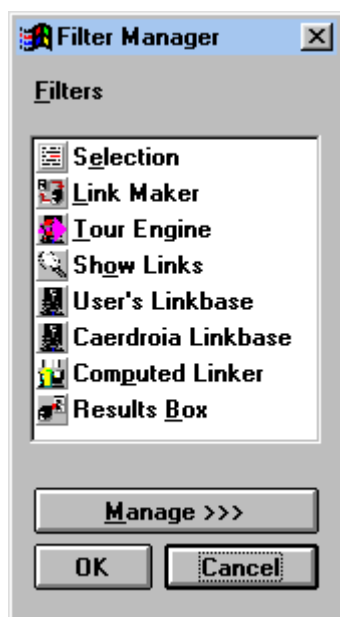 Filter Manager
Filters
Selection
Link Maker
Tour Engine
Show Links
User's Linkbase
Caerdroia Linkbase
Computed Linker
Results Box
Manage >>>
OK Cancel